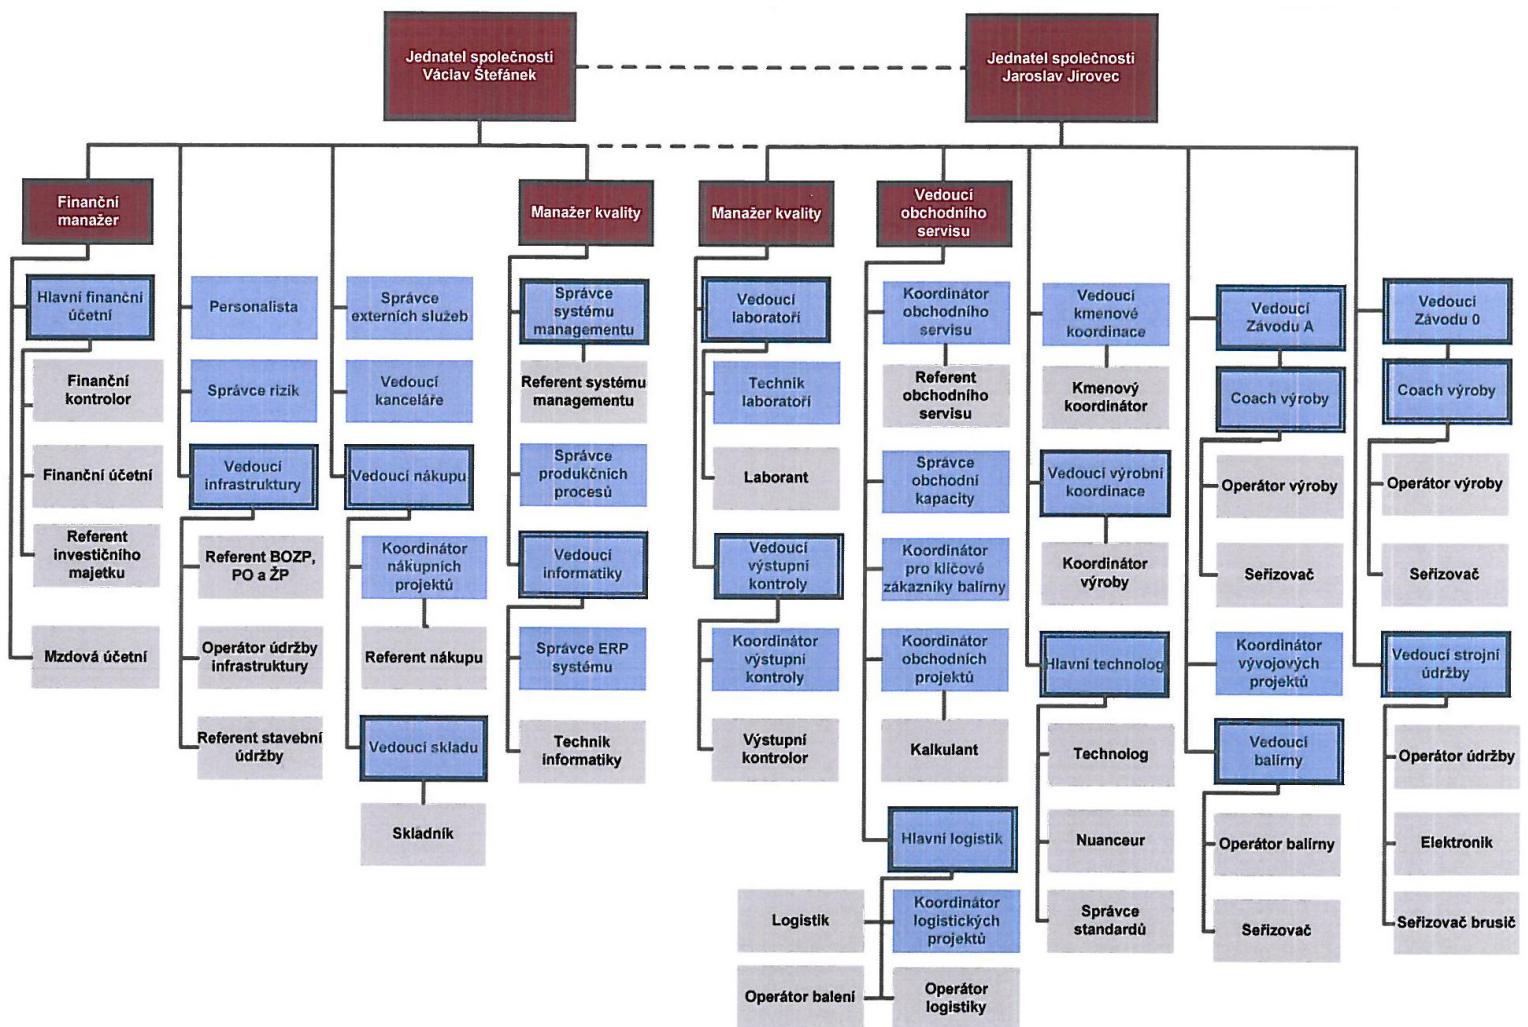 Jednatel společnosti
Václav Štefánek
Jednatel společnosti
Jaroslav Jírovec
Finanční
manažer
Manažer kvality
Manažer kvality
Vedoucí
obchodního
servisu
Hlavní finanční
účetní
Finanční
kontrolor
Finanční účetní
Referent
investičního
majetku
Mzdová účetní
Personalista
Správce rizik
Vedoucí
infrastruktury
Referent BOZP,
PO a ŽP
Operátor údržby
infrastruktury
Referent stavební
údržby
Správce
externích služeb
Vedoucí
kanceláře
Vedoucí nákupu
Koordinátor
nákupních
projektů
Referent nákupu
Vedoucí skladu
Skladník
Správce
systému
managementu
Referent systému
managementu
Správce
produkčních
procesů
Vedoucí
informatiky
Správce ERP
systému
Technik
informatiky
Vedoucí
laboratoří
Technik
laboratoří
Laborant
Vedoucí
výstupní
kontroly
Koordinátor
výstupní
kontroly
Výstupní
kontrolor
Koordinátor
obchodního
servisu
Referent
obchodního
servisu
Správce
obchodní
kapacity
Koordinátor
pro klíčové
zákazníky balírny
Koordinátor
obchodních
projektů
Kalkulant
Hlavní logistik
Logistik
Koordinátor
logistických
projektů
Operátor balení
Operátor
logistiky
Vedoucí
kmenové
koordinace
Kmenový
koordinátor
Vedoucí výrobní
koordinace
Koordinátor
výroby
Hlavní technolog
Technolog
Nuanceur
Správce
standardů
Vedoucí
Závodu A
Coach výroby
Operátor výroby
Seřizovač
Koordinátor
vývojových
projektů
Vedoucí
balírny
Operátor balírny
Seřizovač
Vedoucí
Závodu 0
Coach výroby
Operátor výroby
Seřizovač
Vedoucí strojní
údržby
Operátor údržby
Elektronik
Seřizovač brusič